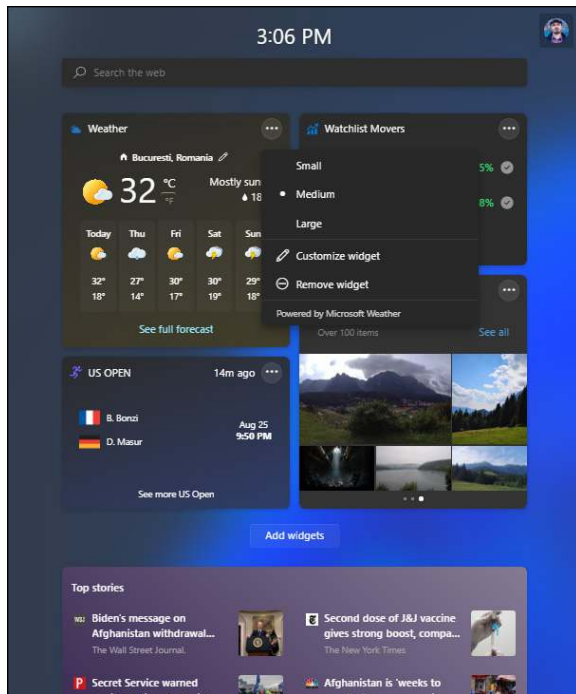 3:06 PM
Search the web
Weather
Bucuresti, Romania
32 °C
°F
Mostly sun
18
Today Thu Fri Sat Sun
32° 27° 30° 30° 29°
18° 14° 17° 19° 18°
See full forecast
Watchlist Movers
5%
8%
Small
Medium
Large
Customize widget
Remove widget
Powered by Microsoft Weather
Over 100 items
See all
US OPEN
14m ago
B. Bonzi
D. Masur
Aug 25
9:50 PM
See more US Open
Add widgets
Top stories
WSJ
Biden's message on
Afghanistan withdrawal...
The Wall Street Journal.
Second dose of J&J vaccine
gives strong boost, compa...
The New York Times
P
Secret Service warned
Afghanistan is 'weeks to